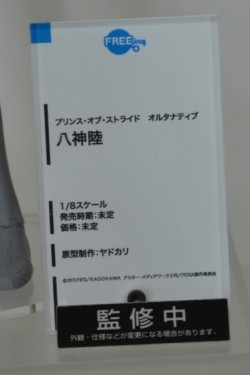 FREEing
プリンス・オブ・ストライド オルタナティブ
八神陸
1/8スケール
発売時期：未定
価格：未定
原型制作：ヤドカリ
監修中
外観・仕様などが変更になる場合があります。